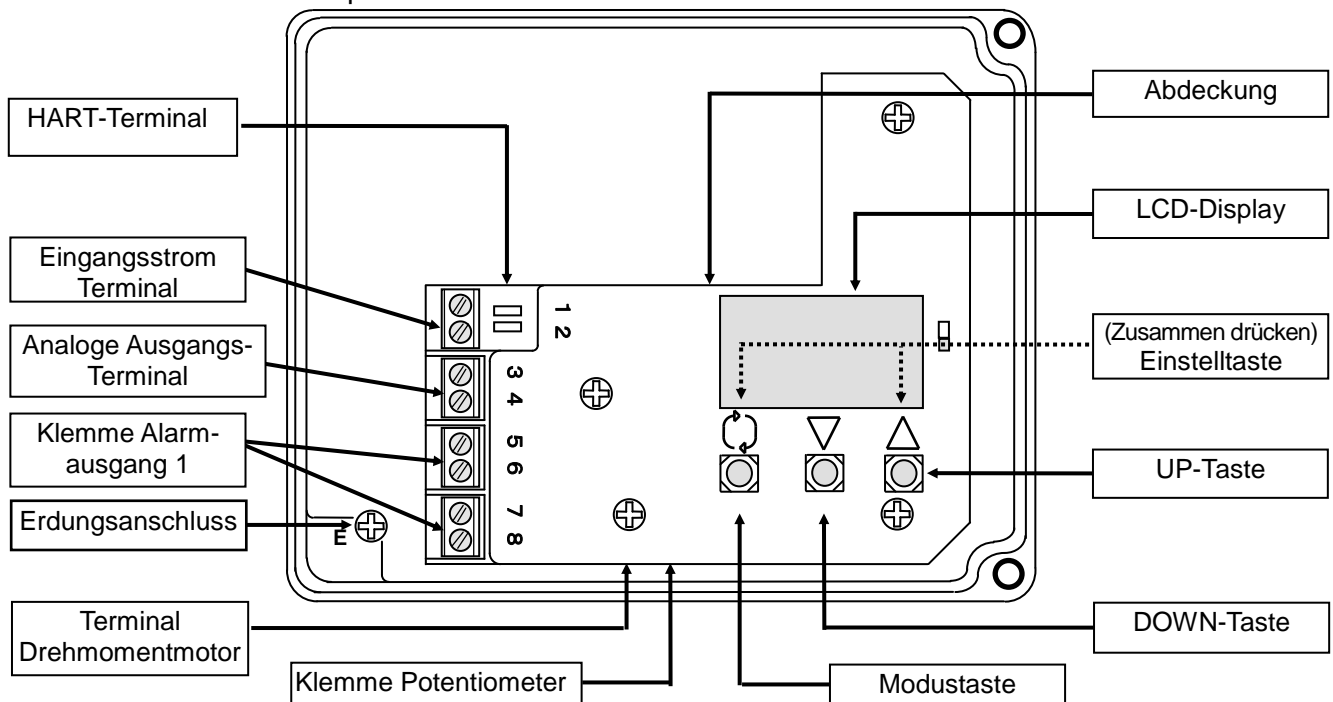 HART-Terminal
Abdeckung
LCD-Display
Eingangsstrom
Terminal
1 2
Analoge Ausgangs-
Terminal
3 4
(Zusammen drücken)
Einstelltaste
Klemme Alarm-
ausgang 1
5 6
UP-Taste
Erdungsanschluss
E
7 8
Terminal
Drehmomentmotor
DOWN-Taste
Klemme Potentiometer
Modustaste